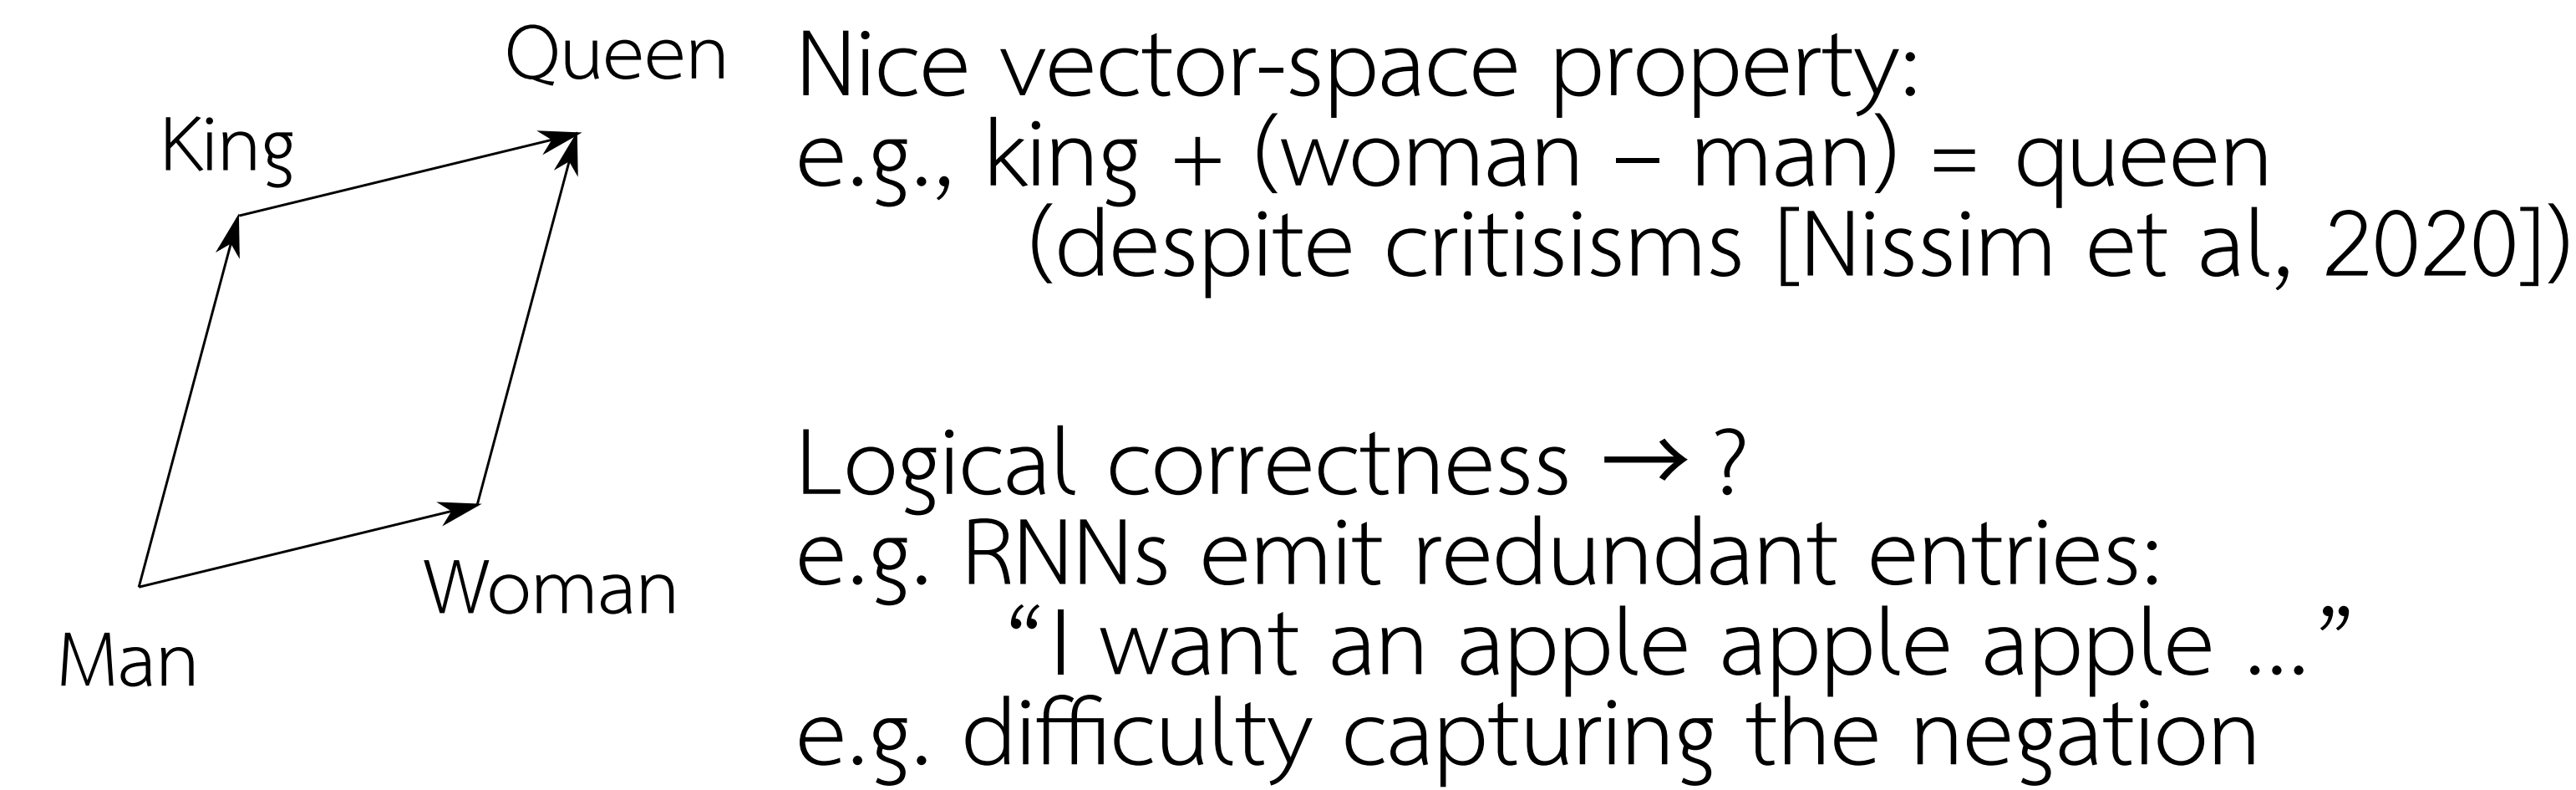 Queen
King
Woman
Man
Nice vector-space property:
e.g., king + (woman – man) = queen
(despite critisisms [Nissim et al, 2020])
Logical correctness → ?
e.g. RNNs emit redundant entries:
“I want an apple apple apple ...”
e.g. difficulty capturing the negation